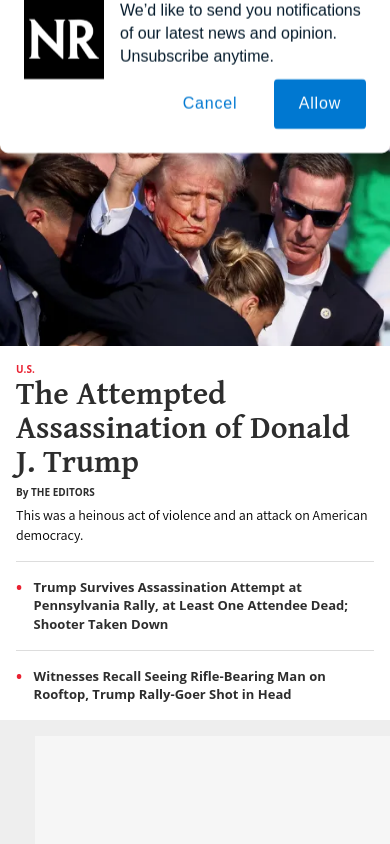 NR
We’d like to send you notifications
of our latest news and opinion.
Unsubscribe anytime.
Cancel
Allow
U.S.
The Attempted
Assassination of Donald
J. Trump
By THE EDITORS
This was a heinous act of violence and an attack on American
democracy.
Trump Survives Assassination Attempt at
Pennsylvania Rally, at Least One Attendee Dead;
Shooter Taken Down
Witnesses Recall Seeing Rifle-Bearing Man on
Rooftop, Trump Rally-Goer Shot in Head